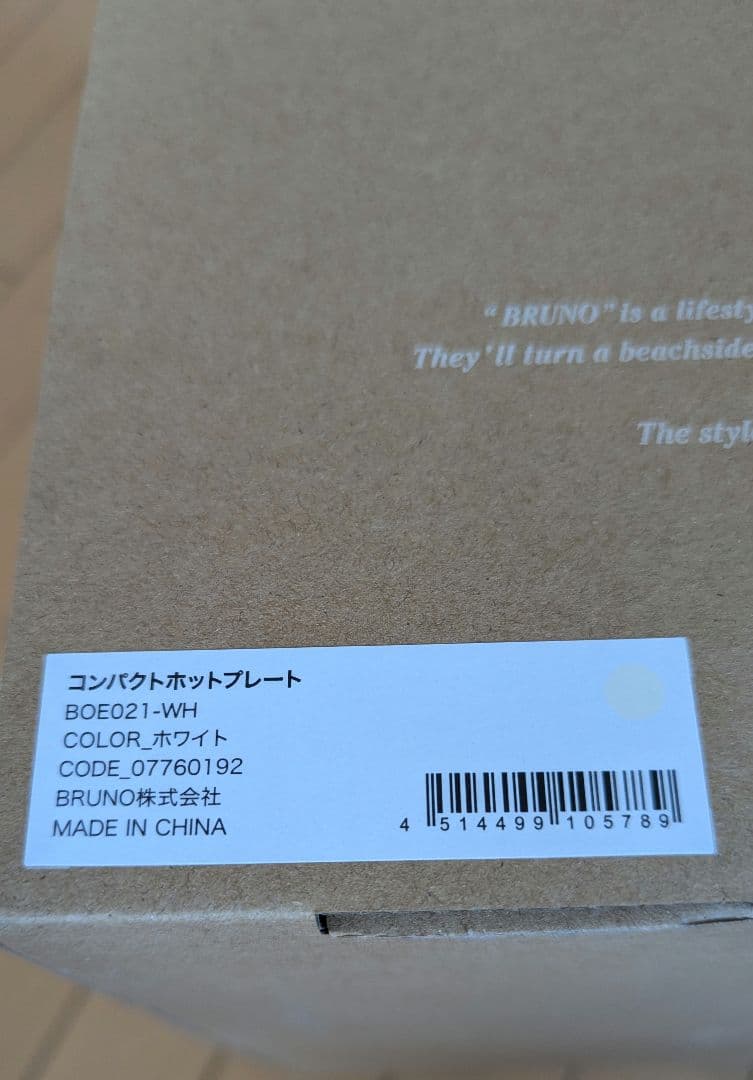 “BRUNO” is a
They'll turn a beachside
The
コンパクトホットプレート
BOE021-WH
COLOR_ホワイト
CODE_07760192
BRUNO株式会社
MADE IN CHINA
4 514499 105789